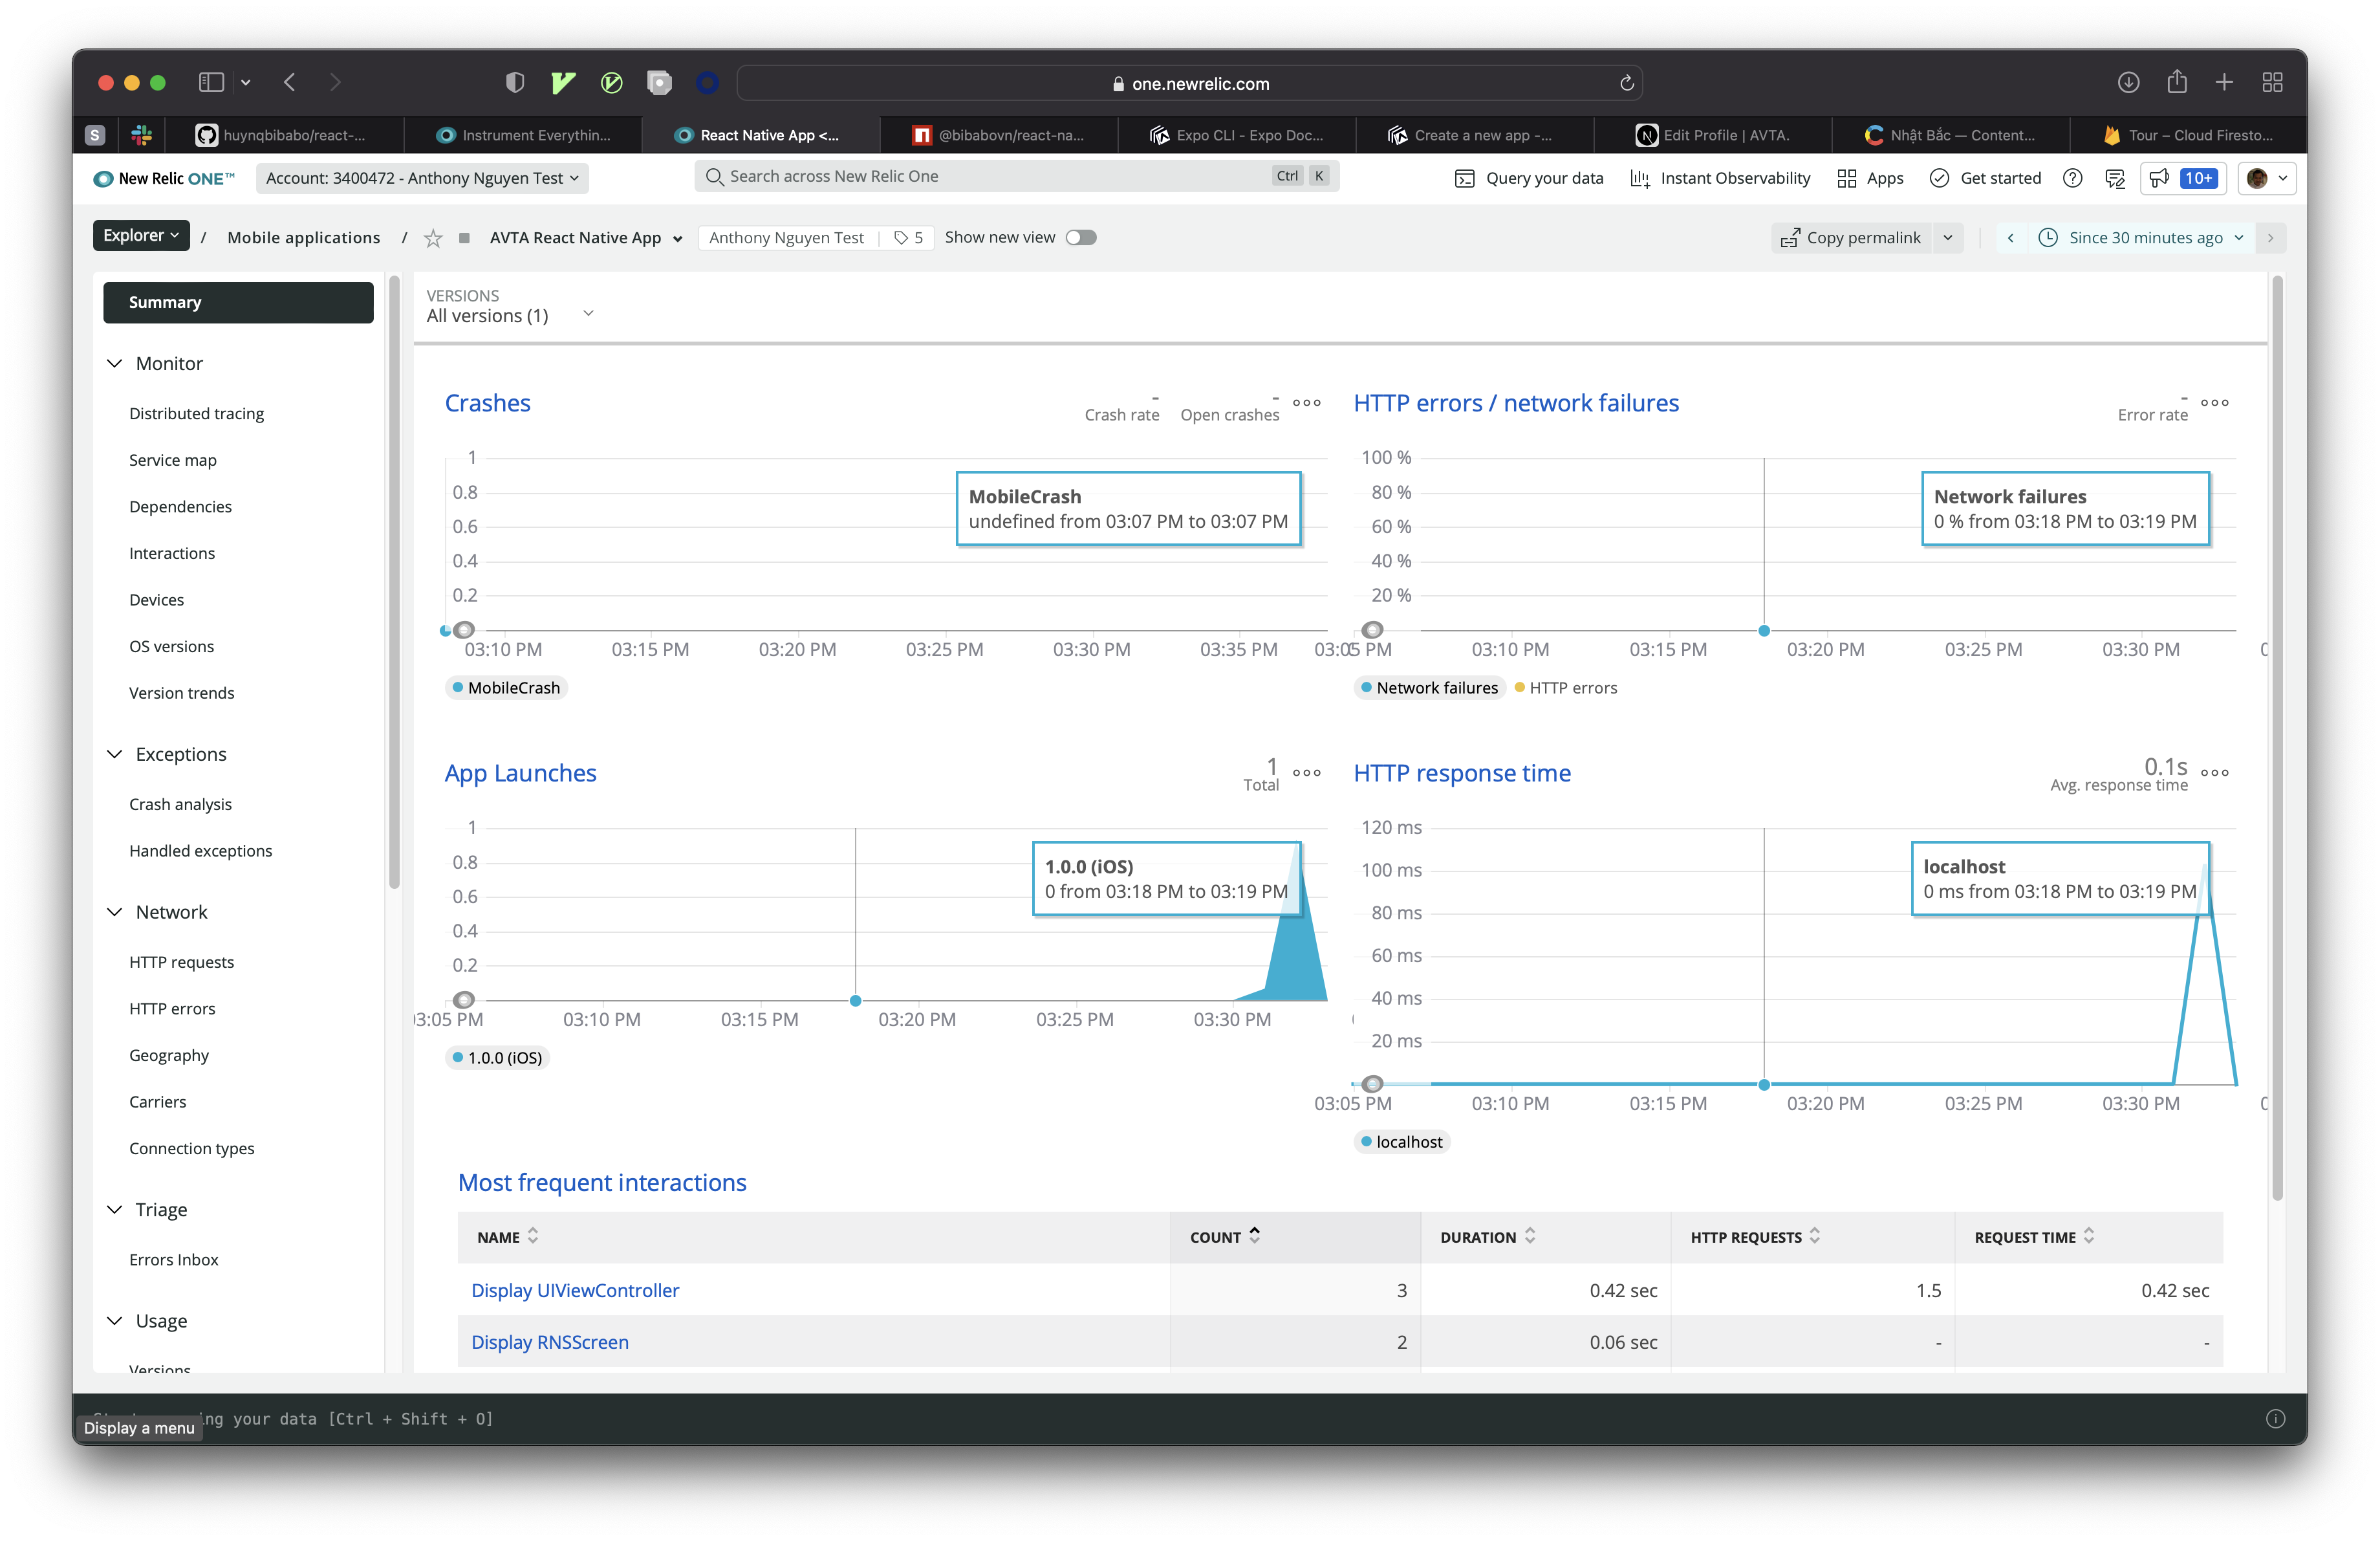 one.newrelic.com
S
huynqbibabo/react-...
Instrument Everythin...
React Native App <...
@bibabovn/react-na...
Expo CLI - Expo Doc...
Create a new app -...
Edit Profile | AVTA.
Nhật Bắc — Content...
Tour – Cloud Firesto...
New Relic ONE™
Account: 3400472 - Anthony Nguyen Test
Search across New Relic One
Ctrl K
Query your data
Instant Observability
Apps
Get started
10+
Explorer / Mobile applications / AVTA React Native App
Anthony Nguyen Test 5
Show new view
Copy permalink
Since 30 minutes ago
Summary
Monitor
Distributed tracing
Service map
Dependencies
Interactions
Devices
OS versions
Version trends
Exceptions
Crash analysis
Handled exceptions
Network
HTTP requests
HTTP errors
Geography
Carriers
Connection types
Triage
Errors Inbox
Usage
Versions
VERSIONS
All versions (1)
Crashes
-
Crash rate
-
Open crashes
1
0.8
0.6
0.4
0.2
MobileCrash
undefined from 03:07 PM to 03:07 PM
03:10 PM 03:15 PM 03:20 PM 03:25 PM 03:30 PM 03:35 PM
MobileCrash
HTTP errors / network failures
-
Error rate
100 %
80 %
60 %
40 %
20 %
Network failures
0 % from 03:18 PM to 03:19 PM
03:05 PM 03:10 PM 03:15 PM 03:20 PM 03:25 PM 03:30 PM
Network failures HTTP errors
App Launches
1
Total
1
0.8
0.6
0.4
0.2
1.0.0 (iOS)
0 from 03:18 PM to 03:19 PM
3:05 PM 03:10 PM 03:15 PM 03:20 PM 03:25 PM 03:30 PM
1.0.0 (iOS)
HTTP response time
0.1s
Avg. response time
120 ms
100 ms
80 ms
60 ms
40 ms
20 ms
localhost
0 ms from 03:18 PM to 03:19 PM
03:05 PM 03:10 PM 03:15 PM 03:20 PM 03:25 PM 03:30 PM
localhost
Most frequent interactions
NAME COUNT DURATION HTTP REQUESTS REQUEST TIME
Display UIViewController 3 0.42 sec 1.5 0.42 sec
Display RNSScreen 2 0.06 sec - -
ing your data [Ctrl + Shift + O]
Display a menu